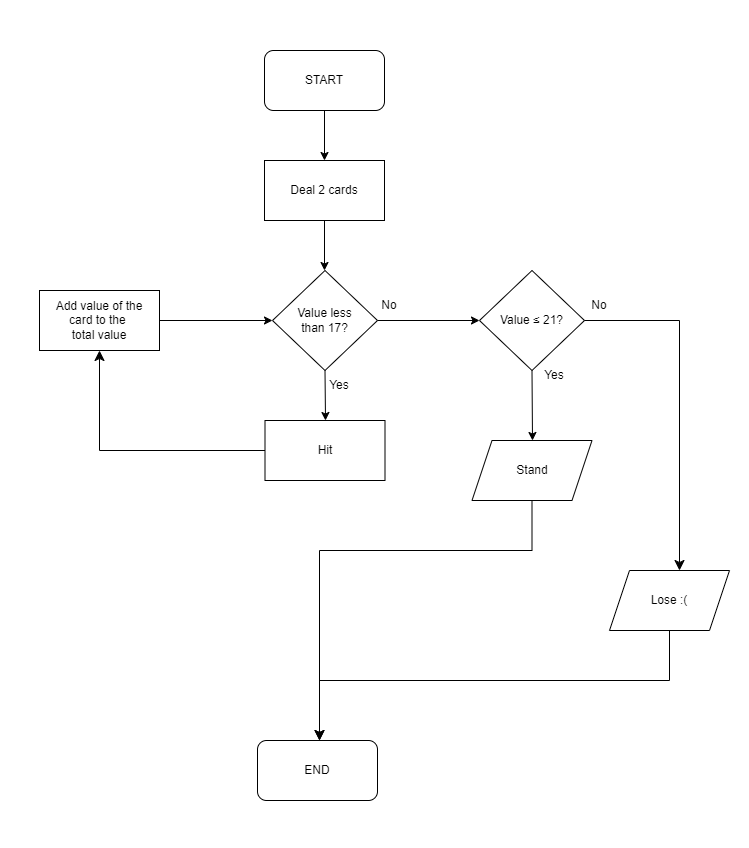 START
Deal 2 cards
Add value of the
card to the
total value
Value less
than 17?
No
Value ≤ 21?
No
Yes
Yes
Hit
Stand
Lose :(
END